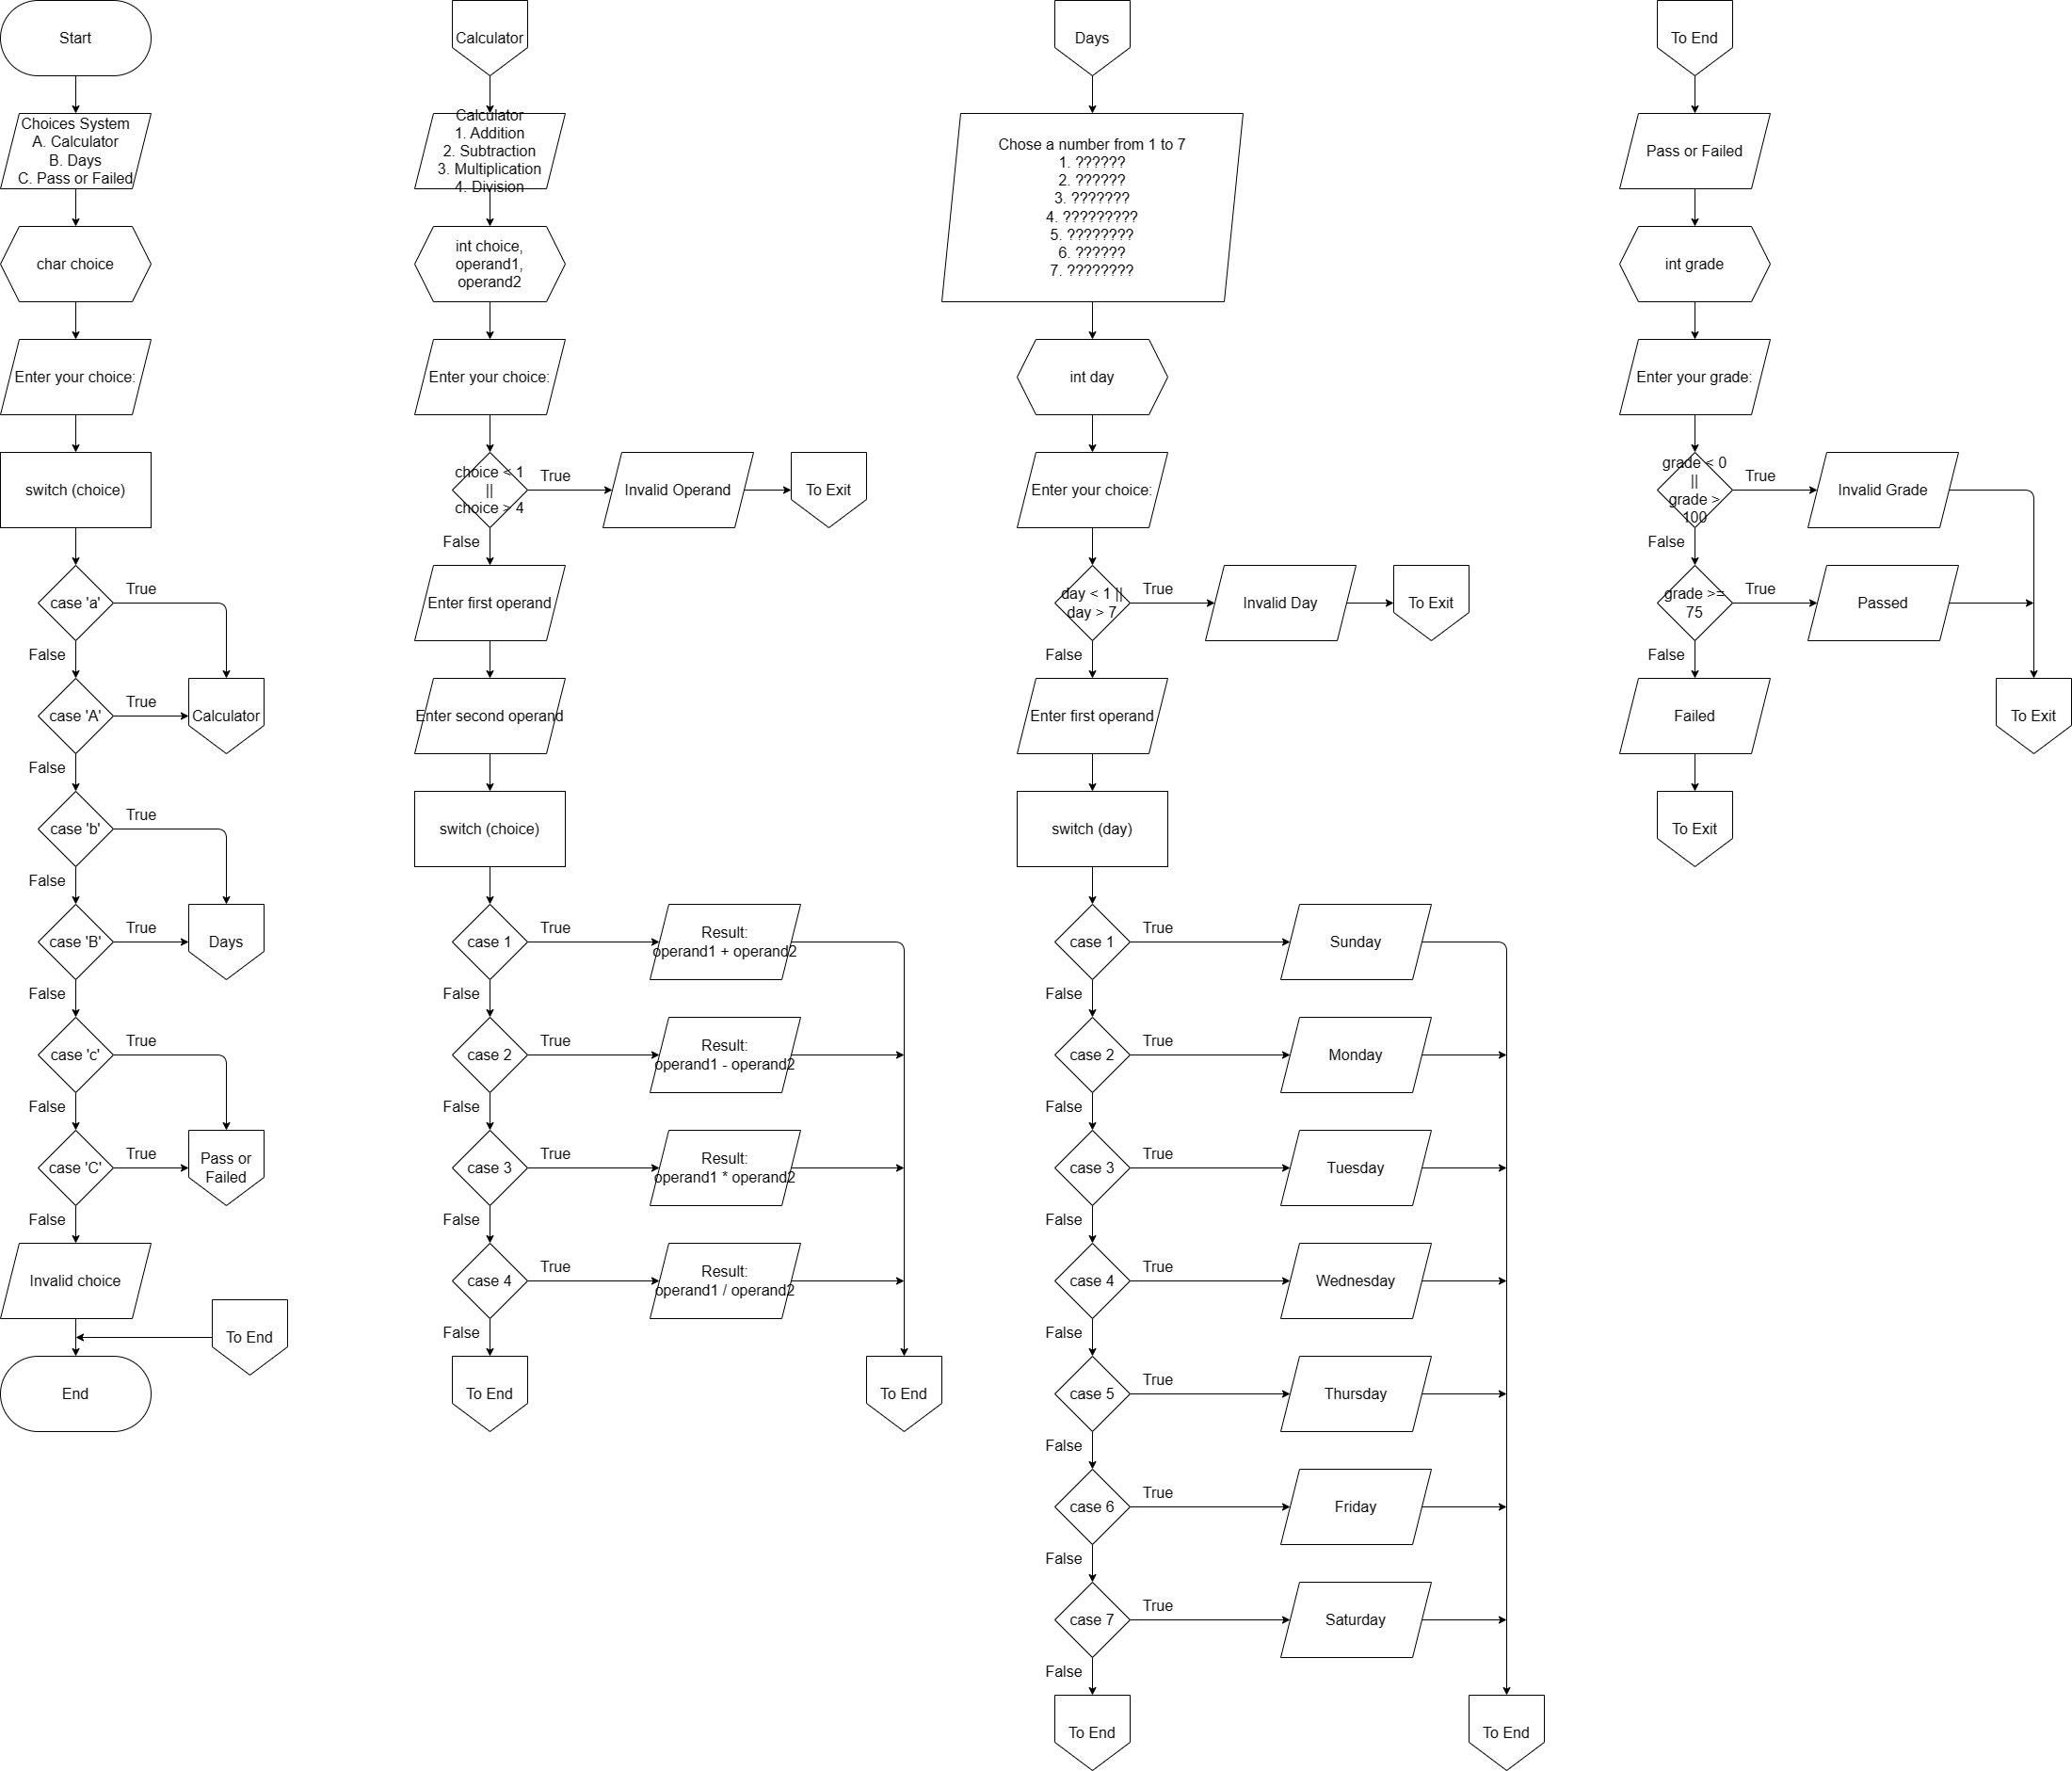 Start
Choices System
A. Calculator
B. Days
C. Pass or Failed
char choice
Enter your choice:
switch (choice)
case 'a'
True
False
case 'A'
True
Calculator
False
case 'b'
True
False
case 'B'
True
Days
False
case 'c'
True
False
case 'C'
True
Pass or
Failed
False
Invalid choice
To End
End
Calculator
Calculator
1. Addition
2. Subtraction
3. Multiplication
4. Division
int choice,
operand1,
operand2
Enter your choice:
choice < 1
||
choice > 4
True
Invalid Operand
To Exit
False
Enter first operand
Enter second operand
switch (choice)
case 1
True
Result:
operand1 + operand2
False
case 2
True
Result:
operand1 - operand2
False
case 3
True
Result:
operand1 * operand2
False
case 4
True
Result:
operand1 / operand2
False
To End
To End
Days
Chose a number from 1 to 7
1. ??????
2. ??????
3. ???????
4. ?????????
5. ????????
6. ??????
7. ????????
int day
Enter your choice:
day < 1 ||
day > 7
True
Invalid Day
To Exit
False
Enter first operand
switch (day)
case 1
True
Sunday
False
case 2
True
Monday
False
case 3
True
Tuesday
False
case 4
True
Wednesday
False
case 5
True
Thursday
False
case 6
True
Friday
False
case 7
True
Saturday
False
To End
To End
To End
Pass or Failed
int grade
Enter your grade:
grade < 0
||
grade >
100
True
Invalid Grade
False
grade >=
75
True
Passed
False
Failed
To Exit
To Exit